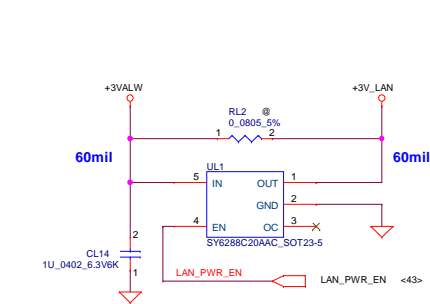 +3VALW
+3V_LAN
RL2 @
0_0805_5%
1 2
60mil
60mil
UL1
5 IN OUT 1
GND 2
4 EN OC 3
SY6288C20AAC_SOT23-5
2
CL14
1U_0402_6.3V6K
1
LAN_PWR_EN
LAN_PWR_EN <43>